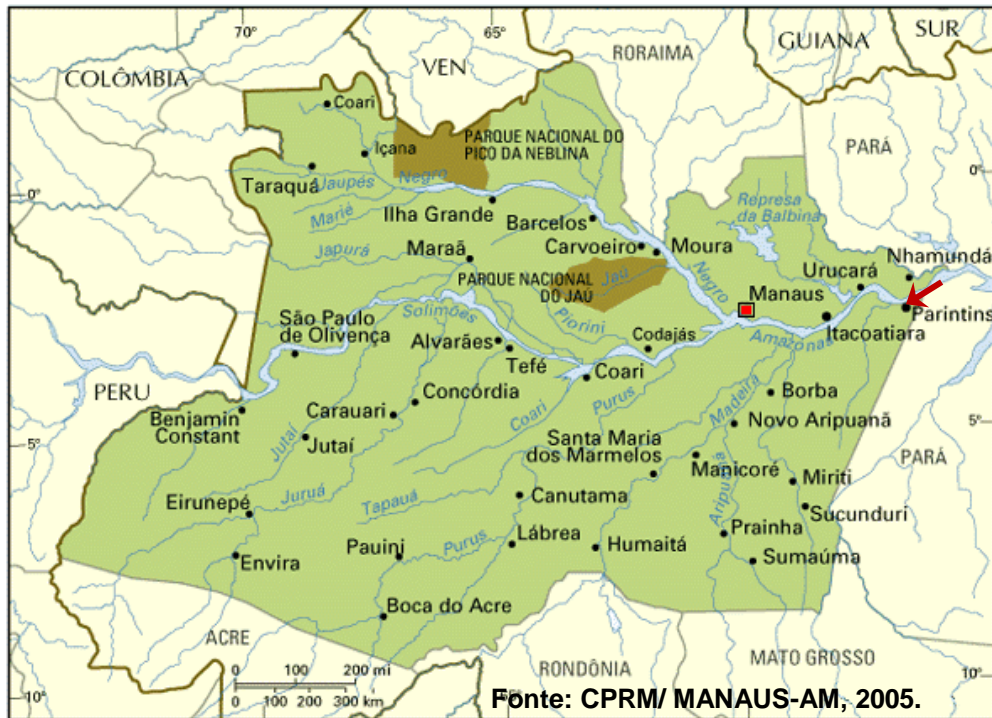 70°
65°
SUR
GUIANA
RORAIMA
VEN
COLÔMBIA
Coari
PARQUE NACIONAL DO
PICO DA NEBLINA
Içana
PARÁ
Taraquá
Uaupés
Negro
0°
0°
Marié
Ilha Grande
Barcelos
Represa
da Balbina
Japurá
Maraã
Carvoeiro
Moura
Nhamundá
Urucará
PARQUE NACIONAL
DO JAÚ
Jaú
Negro
Manaus
Parintins
Solimões
Piorini
São Paulo
de Olivença
Itacoatiara
Amazonas
Alvarães
Codajás
Tefé
Coari
PERU
Concórdia
Purus
Madeira
Borba
Benjamin
Constant
Carauari
Coari
Novo Aripuanã
5°
5°
Jutaí
Jutaí
Santa Maria
dos Marmelos
PARÁ
Manicoré
Miriti
Juruá
Tapauá
Canutama
Aripuanã
Eirunepé
Sucunduri
Prainha
Lábrea
Humaitá
Pauini
Purus
Envira
Sumaúma
Boca do Acre
ACRE
RONDÔNIA
MATO GROSSO
0 100 200 mi
0 100 200 300 km
10°
10°
Fonte: CPRM/ MANAUS-AM, 2005.